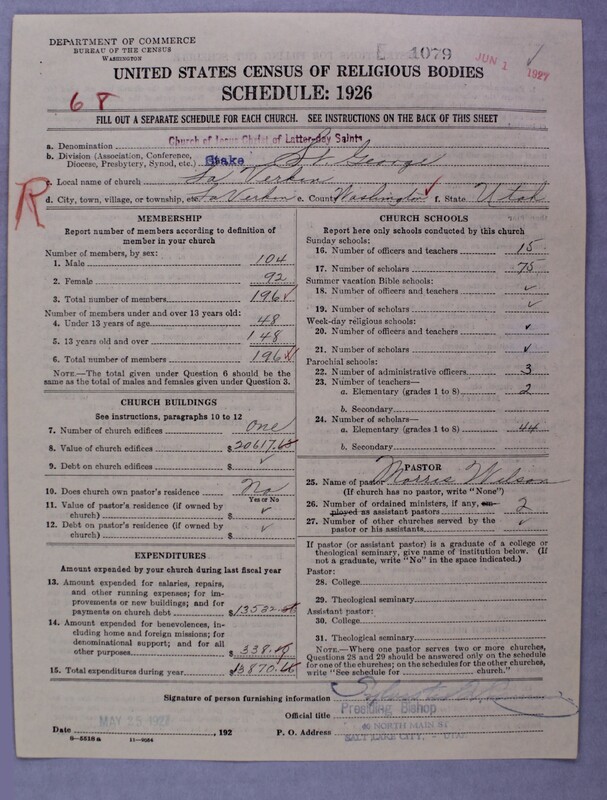 DEPARTMENT OF COMMERCE
BUREAU OF THE CENSUS
WASHINGTON
E 1079
JUN 1 1927
UNITED STATES CENSUS OF RELIGIOUS BODIES
SCHEDULE: 1926
68
FILL OUT A SEPARATE SCHEDULE FOR EACH CHURCH. SEE INSTRUCTIONS ON THE BACK OF THIS SHEET
a. Denomination Church of Jesus Christ of Latter-day Saints
b. Division (Association, Conference, Diocese, Presbytery, Synod, etc.) Stake St George
R
c. Local name of church La Verkin
d. City, town, village, or township, etc. La Verkin e. County Washington f. State Utah
MEMBERSHIP
Report number of members according to definition of
member in your church
Number of members, by sex:
1. Male 104
2. Female 92
3. Total number of members 196
Number of members under and over 13 years old:
4. Under 13 years of age 48
5. 13 years old and over 148
6. Total number of members 196
NOTE.—The total given under Question 6 should be the
same as the total of males and females given under Question 3.
CHURCH BUILDINGS
See instructions, paragraphs 10 to 12
7. Number of church edifices one
8. Value of church edifices $20617.68
9. Debt on church edifices $ ✓
10. Does church own pastor's residence No
Yes or No
11. Value of pastor's residence (if owned by
church) $ ✓
12. Debt on pastor's residence (if owned by
church) $ ✓
EXPENDITURES
Amount expended by your church during last fiscal year
13. Amount expended for salaries, repairs,
and other running expenses; for im-
provements or new buildings; and for
payments on church debt $13532.
14. Amount expended for benevolences, in-
cluding home and foreign missions; for
denominational support; and for all
other purposes $ 338.
15. Total expenditures during year $13870.
CHURCH SCHOOLS
Report here only schools conducted by this church
Sunday schools:
16. Number of officers and teachers 15
17. Number of scholars 75
Summer vacation Bible schools:
18. Number of officers and teachers ✓
19. Number of scholars ✓
Week-day religious schools:
20. Number of officers and teachers ✓
21. Number of scholars ✓
Parochial schools:
22. Number of administrative officers 3
23. Number of teachers—
a. Elementary (grades 1 to 8) 2
b. Secondary
24. Number of scholars—
a. Elementary (grades 1 to 8) 44
b. Secondary
PASTOR
25. Name of pastor Morris Wilson
(If church has no pastor, write "None")
26. Number of ordained ministers, if any, em-
ployed as assistant pastors 2
27. Number of other churches served by the
pastor or his assistants ✓
If pastor (or assistant pastor) is a graduate of a college or
theological seminary, give name of institution below. (If
not a graduate, write "No" in the space indicated.)
Pastor:
28. College
29. Theological seminary
Assistant pastor:
30. College
31. Theological seminary
NOTE.—Where one pastor serves two or more churches,
Questions 28 and 29 should be answered only on the schedule
for one of the churches; on the schedules for the other churches,
write "See schedule for church."
Signature of person furnishing information
Official title Presiding Bishop
MAY 25 1927
Date , 192 P. O. Address 40 NORTH MAIN ST
SALT LAKE CITY, UTAH
8—5518 a 11—9064